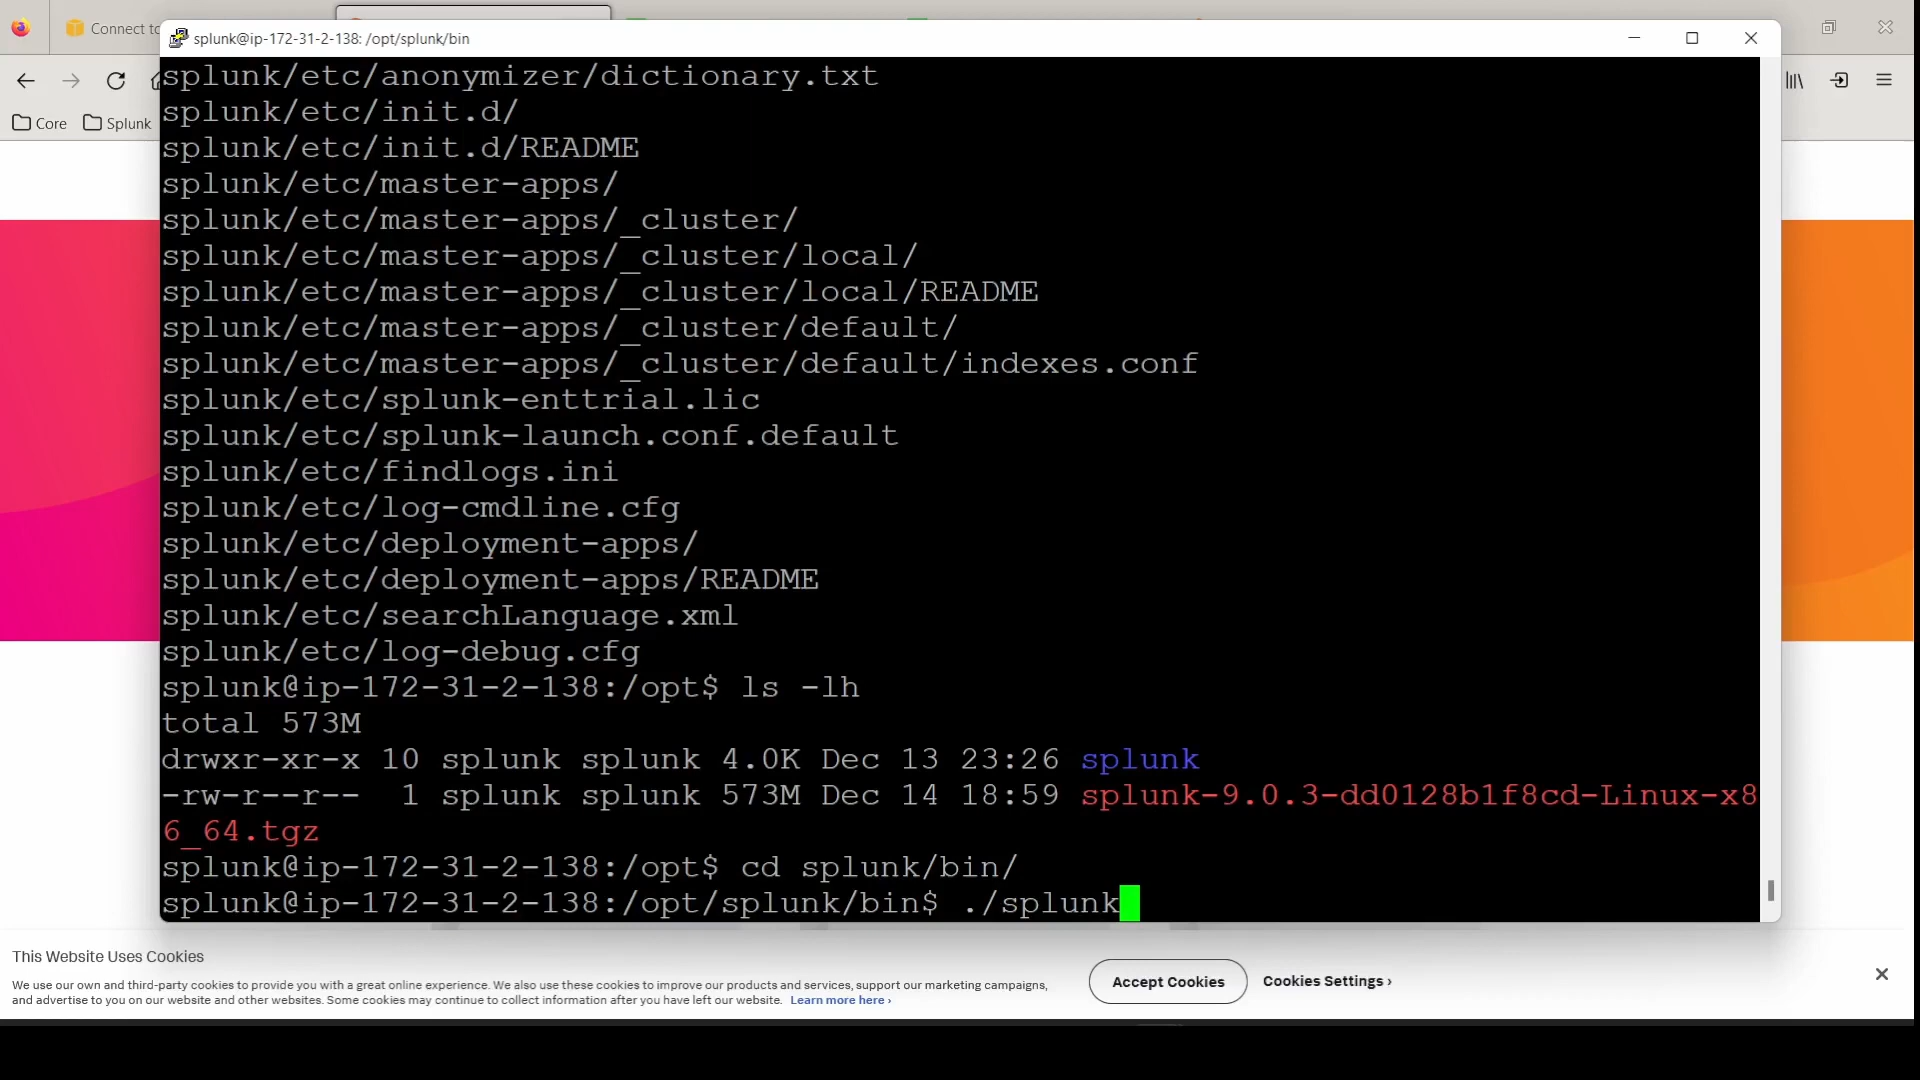 Connect to
splunk@ip-172-31-2-138: /opt/splunk/bin
Core
Splunk
splunk/etc/anonymizer/dictionary.txt
splunk/etc/init.d/
splunk/etc/init.d/README
splunk/etc/master-apps/
splunk/etc/master-apps/_cluster/
splunk/etc/master-apps/_cluster/local/
splunk/etc/master-apps/_cluster/local/README
splunk/etc/master-apps/_cluster/default/
splunk/etc/master-apps/_cluster/default/indexes.conf
splunk/etc/splunk-enttrial.lic
splunk/etc/splunk-launch.conf.default
splunk/etc/findlogs.ini
splunk/etc/log-cmdline.cfg
splunk/etc/deployment-apps/
splunk/etc/deployment-apps/README
splunk/etc/searchLanguage.xml
splunk/etc/log-debug.cfg
splunk@ip-172-31-2-138:/opt$ ls -lh
total 573M
drwxr-xr-x 10 splunk splunk 4.0K Dec 13 23:26 splunk
-rw-r--r--  1 splunk splunk 573M Dec 14 18:59 splunk-9.0.3-dd0128b1f8cd-Linux-x8
6_64.tgz
splunk@ip-172-31-2-138:/opt$ cd splunk/bin/
splunk@ip-172-31-2-138:/opt/splunk/bin$ ./splunk
This Website Uses Cookies
We use our own and third-party cookies to provide you with a great online experience. We also use these cookies to improve our products and services, support our marketing campaigns,
and advertise to you on our website and other websites. Some cookies may continue to collect information after you have left our website. Learn more here ›
Accept Cookies
Cookies Settings ›